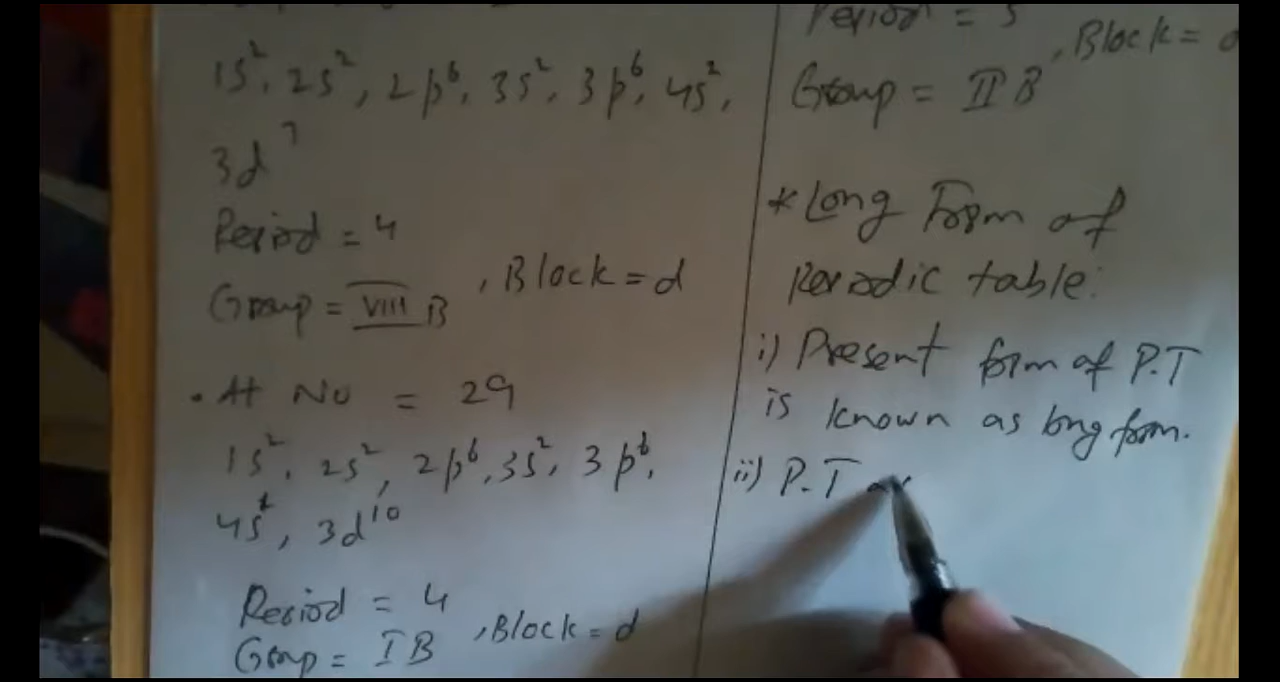 1s², 2s², 2p⁶, 3s², 3p⁶, 4s²,
3d⁷
Period = 4
Group = VIII B , Block = d
• At No = 29
1s², 2s², 2p⁶, 3s², 3p⁶,
4s¹, 3d¹⁰
Period = 4
Group = I B , Block = d
Period = 5
Group = II B , Block =
* Long Form of
Periodic table:
i) Present form of P.T
is known as long form.
ii) P.T